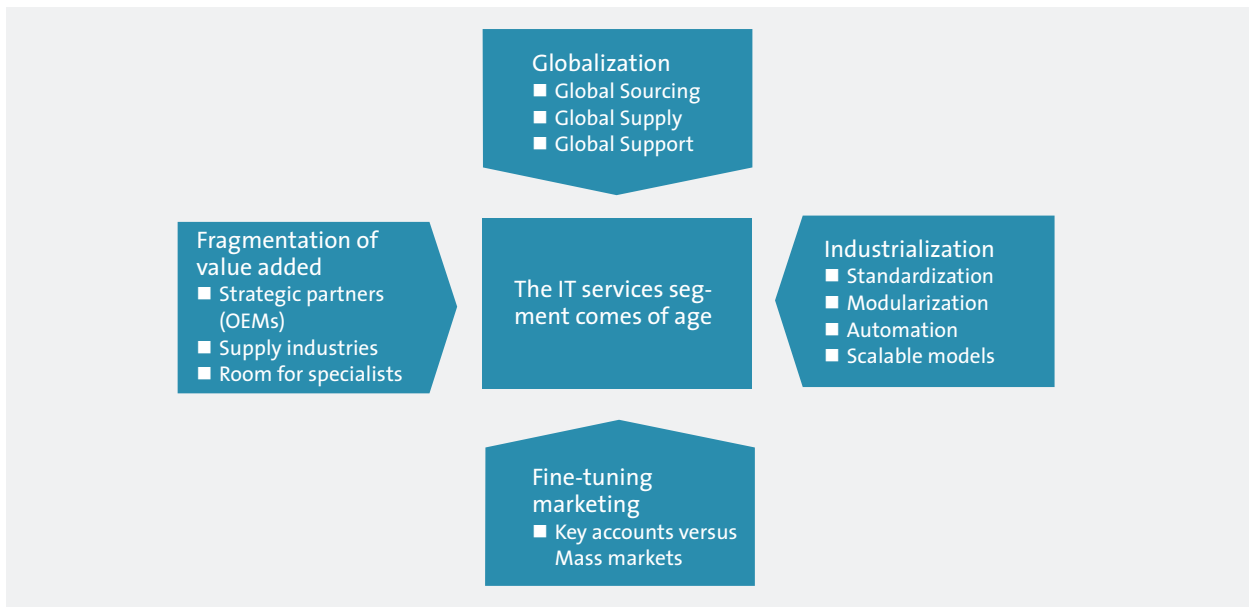 Globalization
■ Global Sourcing
■ Global Supply
■ Global Support
Fragmentation of
value added
■ Strategic partners
(OEMs)
■ Supply industries
■ Room for specialists
The IT services seg-
ment comes of age
Industrialization
■ Standardization
■ Modularization
■ Automation
■ Scalable models
Fine-tuning
marketing
■ Key accounts versus
Mass markets